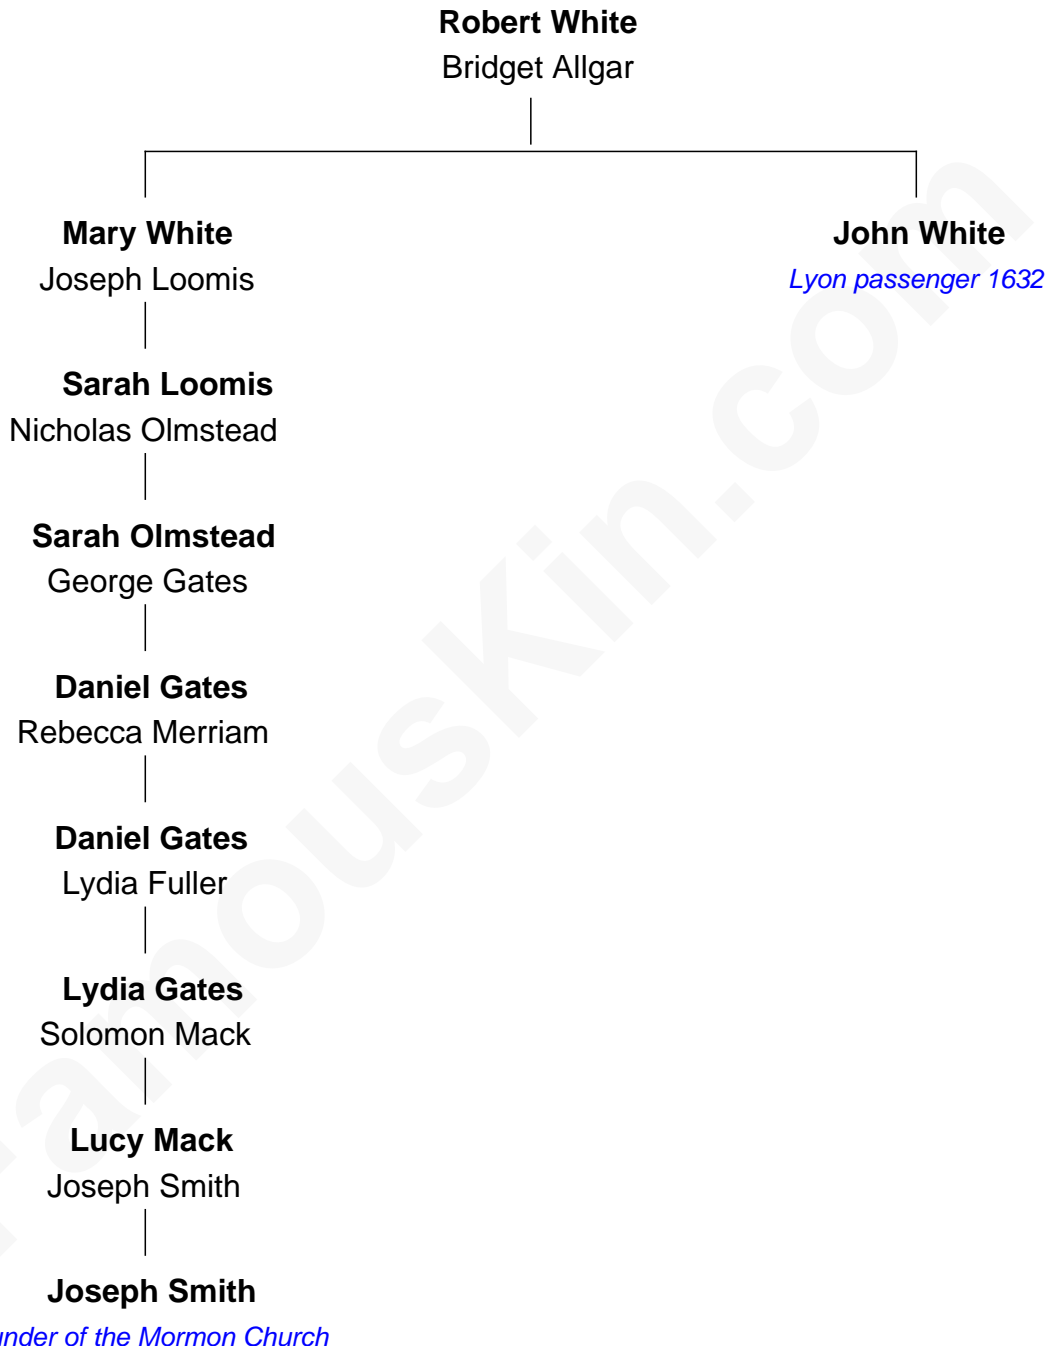 Robert White
Bridget Allgar
Mary White
John White
Joseph Loomis
Lyon passenger 1632
Sarah Loomis
Nicholas Olmstead
Sarah Olmstead
George Gates
Daniel Gates
Rebecca Merriam
Daniel Gates
Lydia Fuller
Lydia Gates
Solomon Mack
Lucy Mack
Joseph Smith
Joseph Smith
under of the Mormon Church
FamousKin.com